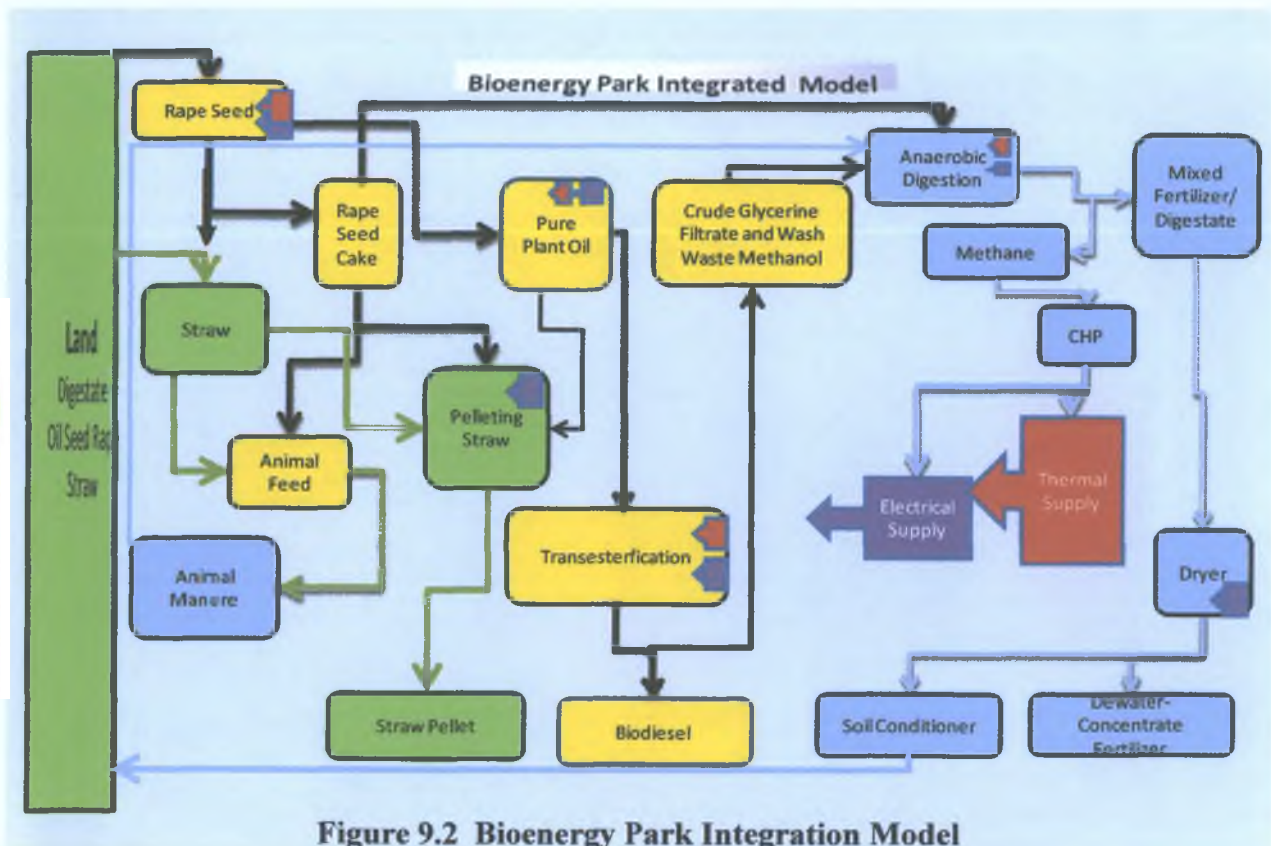 Bioenergy Park Integrated Model
Rape Seed
Rape
Seed
Cake
Pure
Plant Oil
Crude Glycerine
Filtrate and Wash
Waste Methanol
Anaerobic
Digestion
Mixed
Fertilizer/
Digestate
Methane
CHP
Land
Digestate
Oil Seed Rap
Straw
Straw
Pelleting
Straw
Animal
Feed
Electrical
Supply
Thermal
Supply
Transesterfication
Animal
Manure
Dryer
Straw Pellet
Biodiesel
Soil Conditioner
Dewater-
Concentrate
Fertilizer
Figure 9.2 Bioenergy Park Integration Model